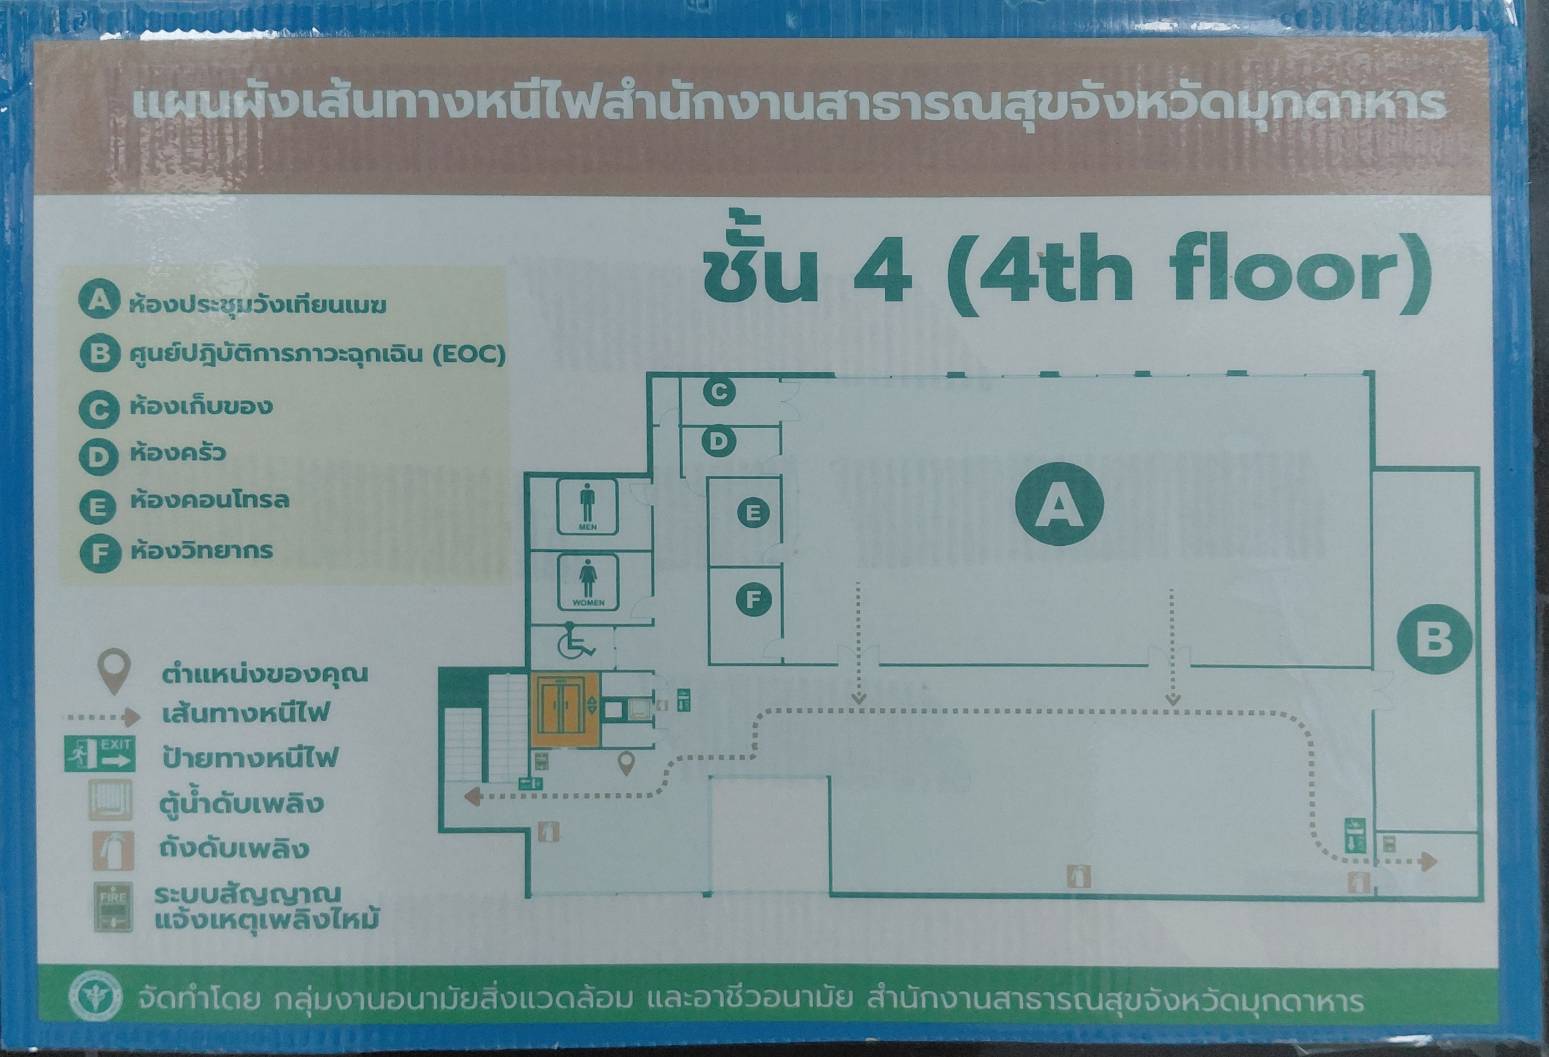 แผนผังเส้นทางหนีไฟสำนักงานสาธารณสุขจังหวัดมุกดาหาร
ชั้น 4 (4th floor)
A ห้องประชุมวังเทียนเมฆ
B ศูนย์ปฎิบัติการภาวะฉุกเฉิน (EOC)
C ห้องเก็บของ
D ห้องครัว
E ห้องคอนโทรล
F ห้องวิทยากร
C
D
E
F
A
B
MEN
WOMEN
ตำแหน่งของคุณ
เส้นทางหนีไฟ
EXIT ป้ายทางหนีไฟ
ตู้น้ำดับเพลิง
ถังดับเพลิง
FIRE ระบบสัญญาณ
แจ้งเหตุเพลิงไหม้
จัดทำโดย กลุ่มงานอนามัยสิ่งแวดล้อม และอาชีวอนามัย สำนักงานสาธารณสุขจังหวัดมุกดาหาร